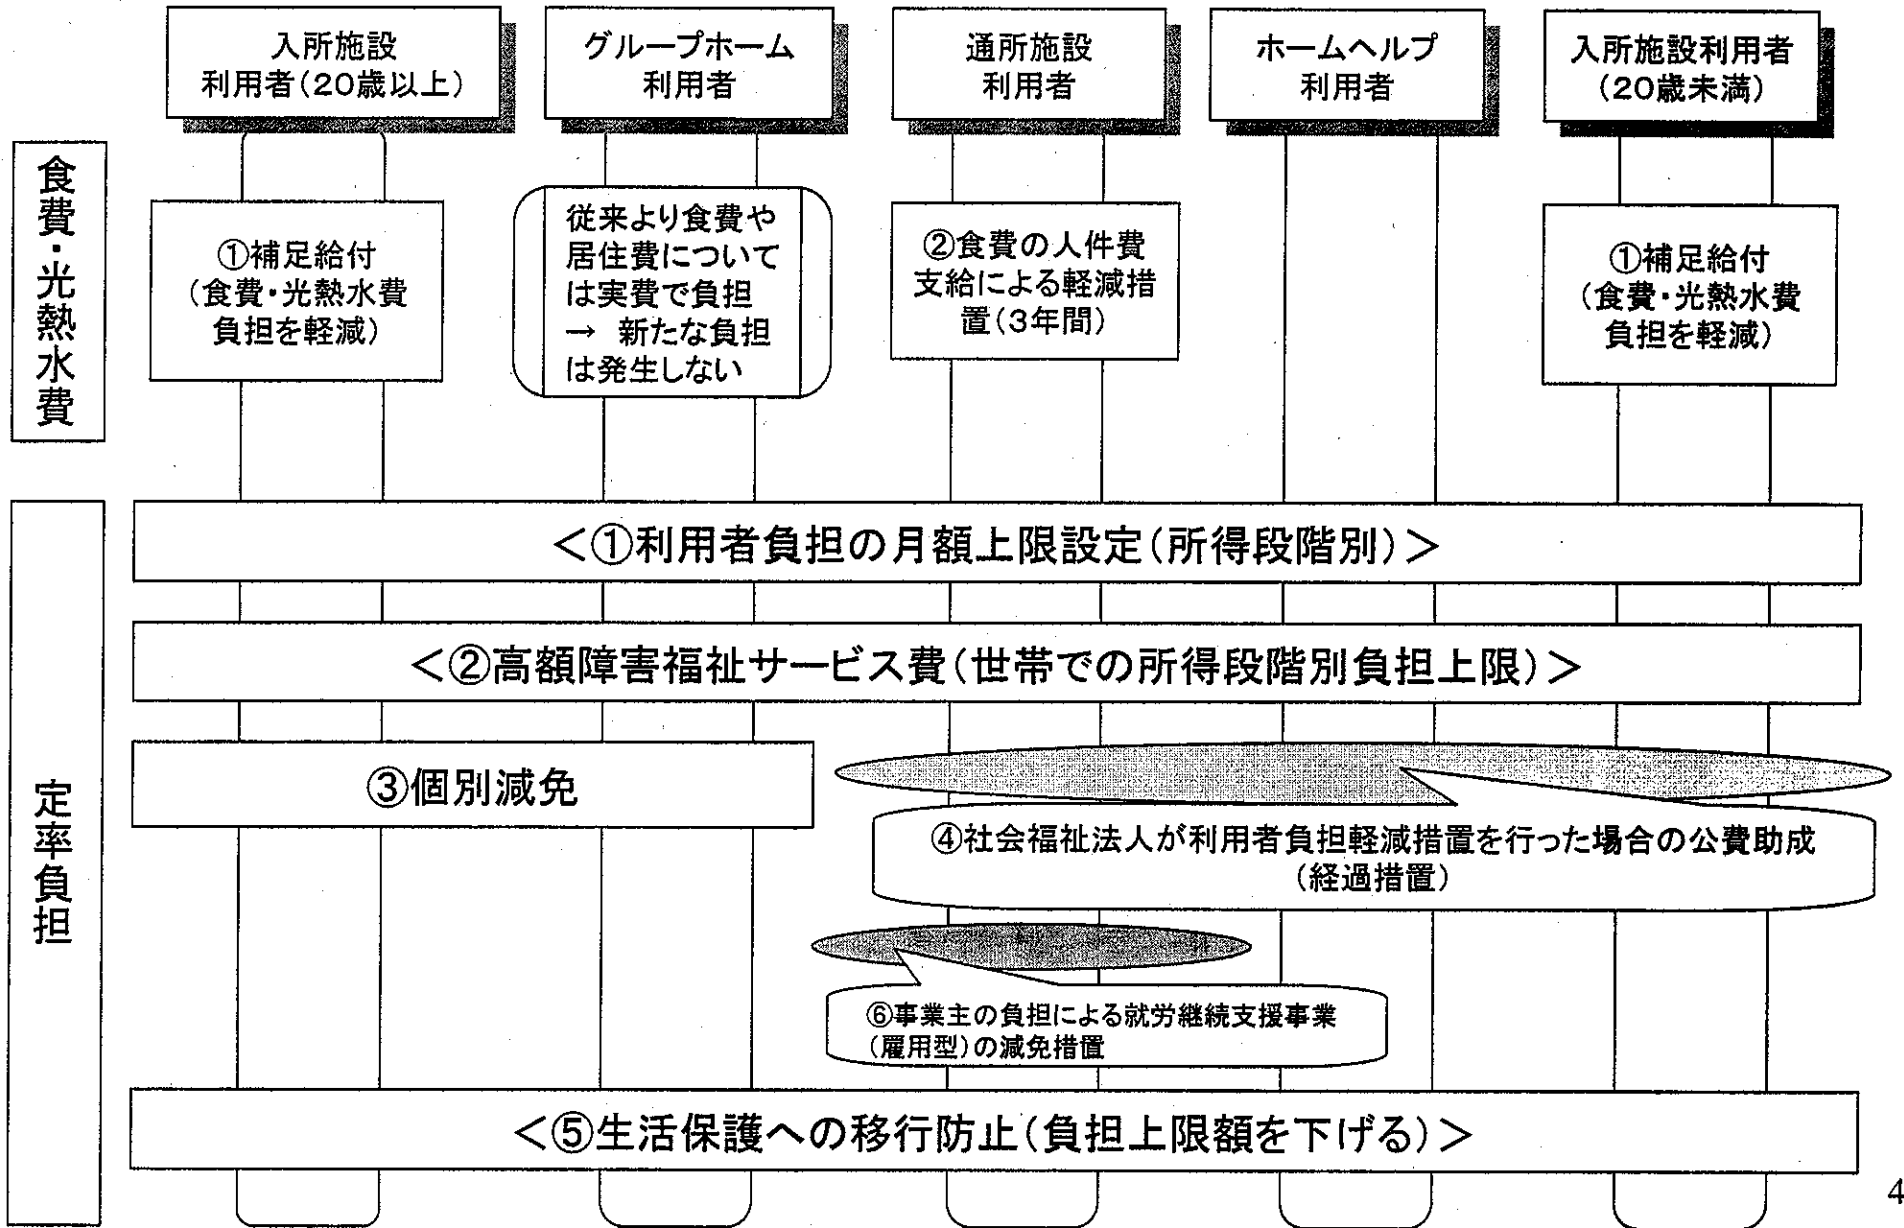 入所施設
利用者(20歳以上)
グループホーム
利用者
通所施設
利用者
ホームヘルプ
利用者
入所施設利用者
(20歳未満)
食費・光熱水費
①補足給付
(食費・光熱水費
負担を軽減)
従来より食費や
居住費について
は実費で負担
→ 新たな負担
は発生しない
②食費の人件費
支給による軽減措
置(3年間)
①補足給付
(食費・光熱水費
負担を軽減)
定率負担
＜①利用者負担の月額上限設定(所得段階別)＞
＜②高額障害福祉サービス費(世帯での所得段階別負担上限)＞
③個別減免
④社会福祉法人が利用者負担軽減措置を行った場合の公費助成
(経過措置)
⑥事業主の負担による就労継続支援事業
(雇用型)の減免措置
＜⑤生活保護への移行防止(負担上限額を下げる)＞
4